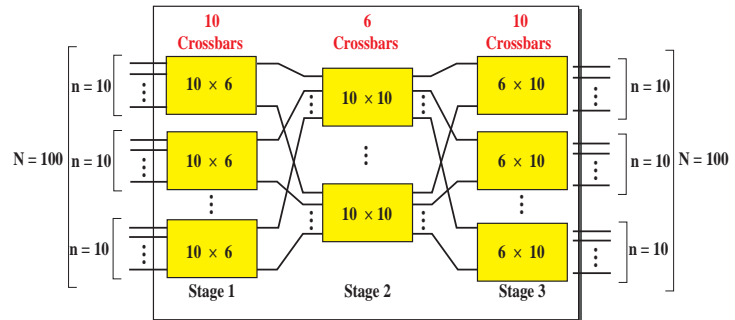 10 6 10
Crossbars Crossbars Crossbars
n = 10 10 × 6 10 × 10 6 × 10 n = 10
N = 100 n = 10 10 × 6 6 × 10 n = 10 N = 100
10 × 10
n = 10 10 × 6 6 × 10 n = 10
Stage 1 Stage 2 Stage 3